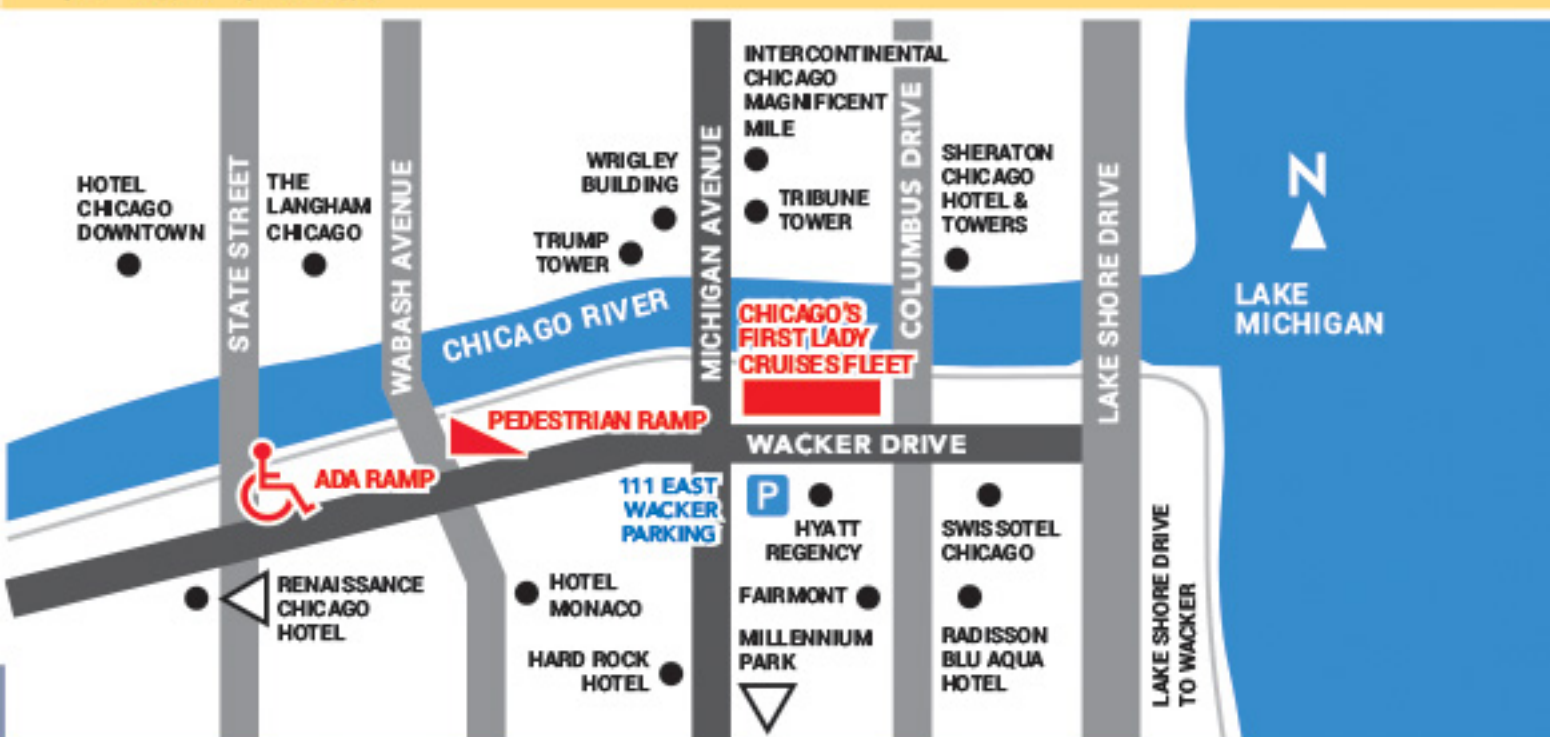 INTERCONTINENTAL
CHICAGO
MAGNIFICENT
MILE
WRIGLEY
BUILDING
TRIBUNE
TOWER
SHERATON
CHICAGO
HOTEL &
TOWERS
HOTEL
CHICAGO
DOWNTOWN
THE
LANGHAM
CHICAGO
TRUMP
TOWER
STATE STREET
WABASH AVENUE
MICHIGAN AVENUE
COLUMBUS DRIVE
LAKE SHORE DRIVE
N
LAKE
MICHIGAN
CHICAGO RIVER
CHICAGO'S
FIRST LADY
CRUISES FLEET
PEDESTRIAN RAMP
WACKER DRIVE
ADA RAMP
111 EAST
WACKER
PARKING
P
HYATT
REGENCY
SWISSOTEL
CHICAGO
RENAISSANCE
CHICAGO
HOTEL
HOTEL
MONACO
FAIRMONT
HARD ROCK
HOTEL
MILLENNIUM
PARK
RADISSON
BLU AQUA
HOTEL
LAKE SHORE DRIVE
TO WACKER